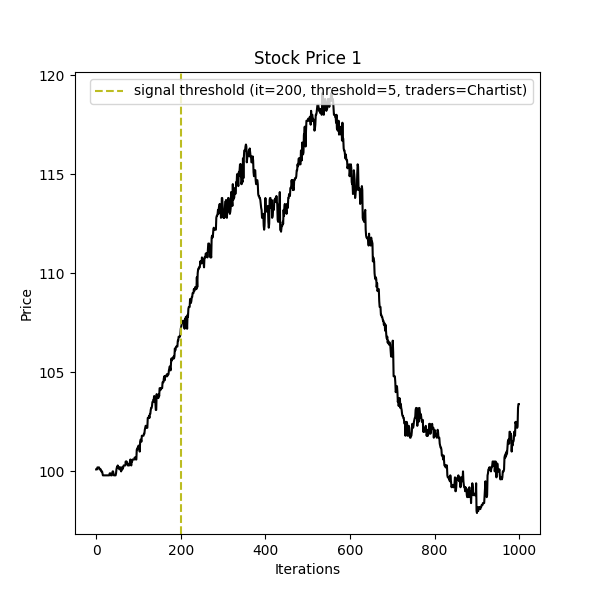 Stock Price 1
signal threshold (it=200, threshold=5, traders=Chartist)
120
115
110
105
100
Price
0 200 400 600 800 1000
Iterations